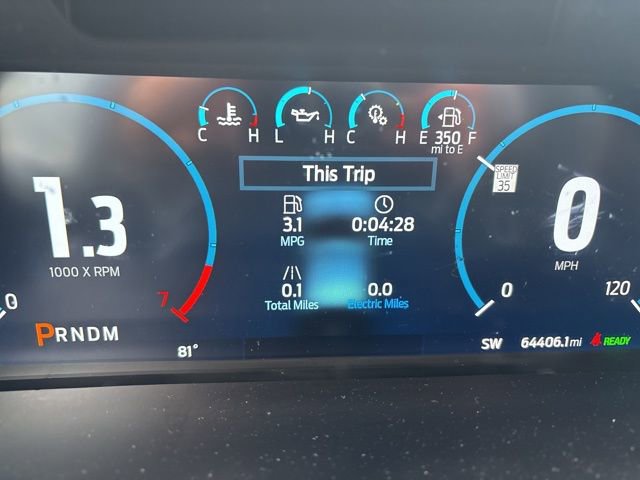 C H L H C H E 350 F
mi to E
This Trip
SPEED
LIMIT
35
3.1
MPG
0:04:28
Time
1.3
1000 X RPM
0
MPH
0.1
Total Miles
0.0
Electric Miles
0
7
0
120
PRNDM
81°
SW
64406.1 mi
READY